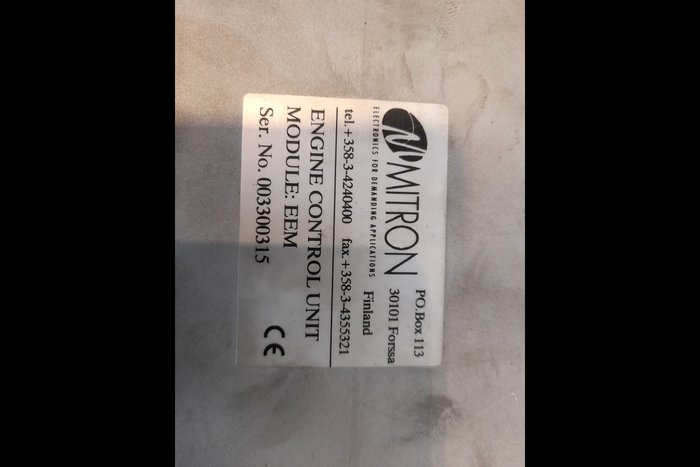 MITRON
ELECTRONICS FOR DEMANDING APPLICATIONS
PO.Box 113
30101 Forssa
Finland
tel.+358-3-4240400 fax.+358-3-4355321
ENGINE CONTROL UNIT
MODULE: EEM
Ser. No. 003300315
CE